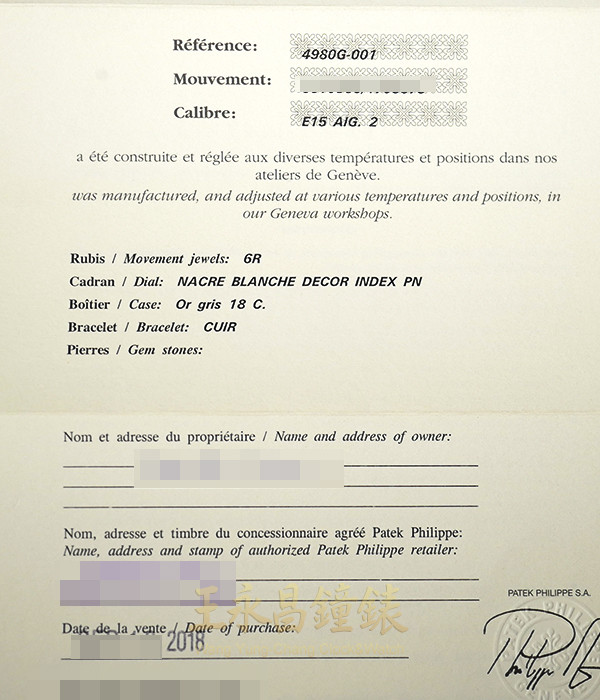 Référence: 4980G-001
Mouvement:
Calibre: E15 AIG. 2
a été construite et réglée aux diverses températures et positions dans nos
ateliers de Genève.
was manufactured, and adjusted at various temperatures and positions, in
our Geneva workshops.
Rubis / Movement jewels: 6R
Cadran / Dial: NACRE BLANCHE DECOR INDEX PN
Boîtier / Case: Or gris 18 C.
Bracelet / Bracelet: CUIR
Pierres / Gem stones:
Nom et adresse du propriétaire / Name and address of owner:
Nom, adresse et timbre du concessionnaire agréé Patek Philippe:
Name, address and stamp of authorized Patek Philippe retailer:
王永昌鐘錶
PATEK PHILIPPE S.A.
Date de la vente / Date of purchase:
2018